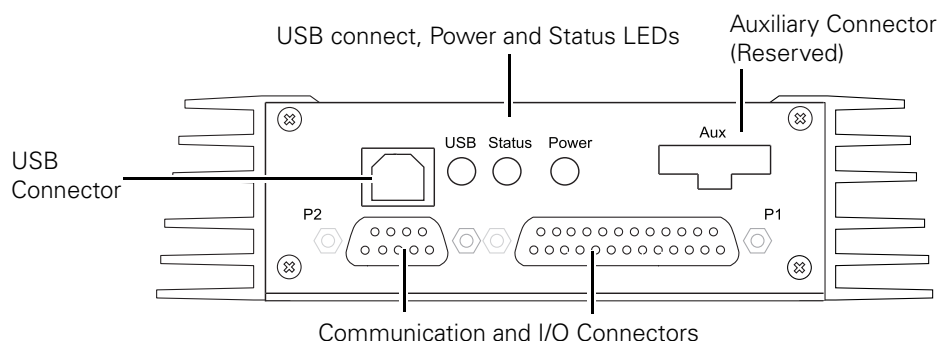 USB connect, Power and Status LEDs
Auxiliary Connector
(Reserved)
USB
Connector
USB Status Power
Aux
P2
P1
Communication and I/O Connectors